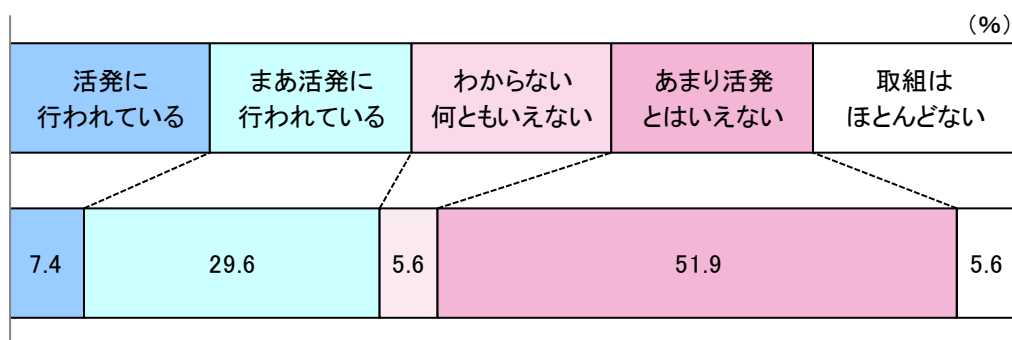 （％）
活発に
行われている
まあ活発に
行われている
わからない
何ともいえない
あまり活発
とはいえない
取組は
ほとんどない
7.4
29.6
5.6
51.9
5.6